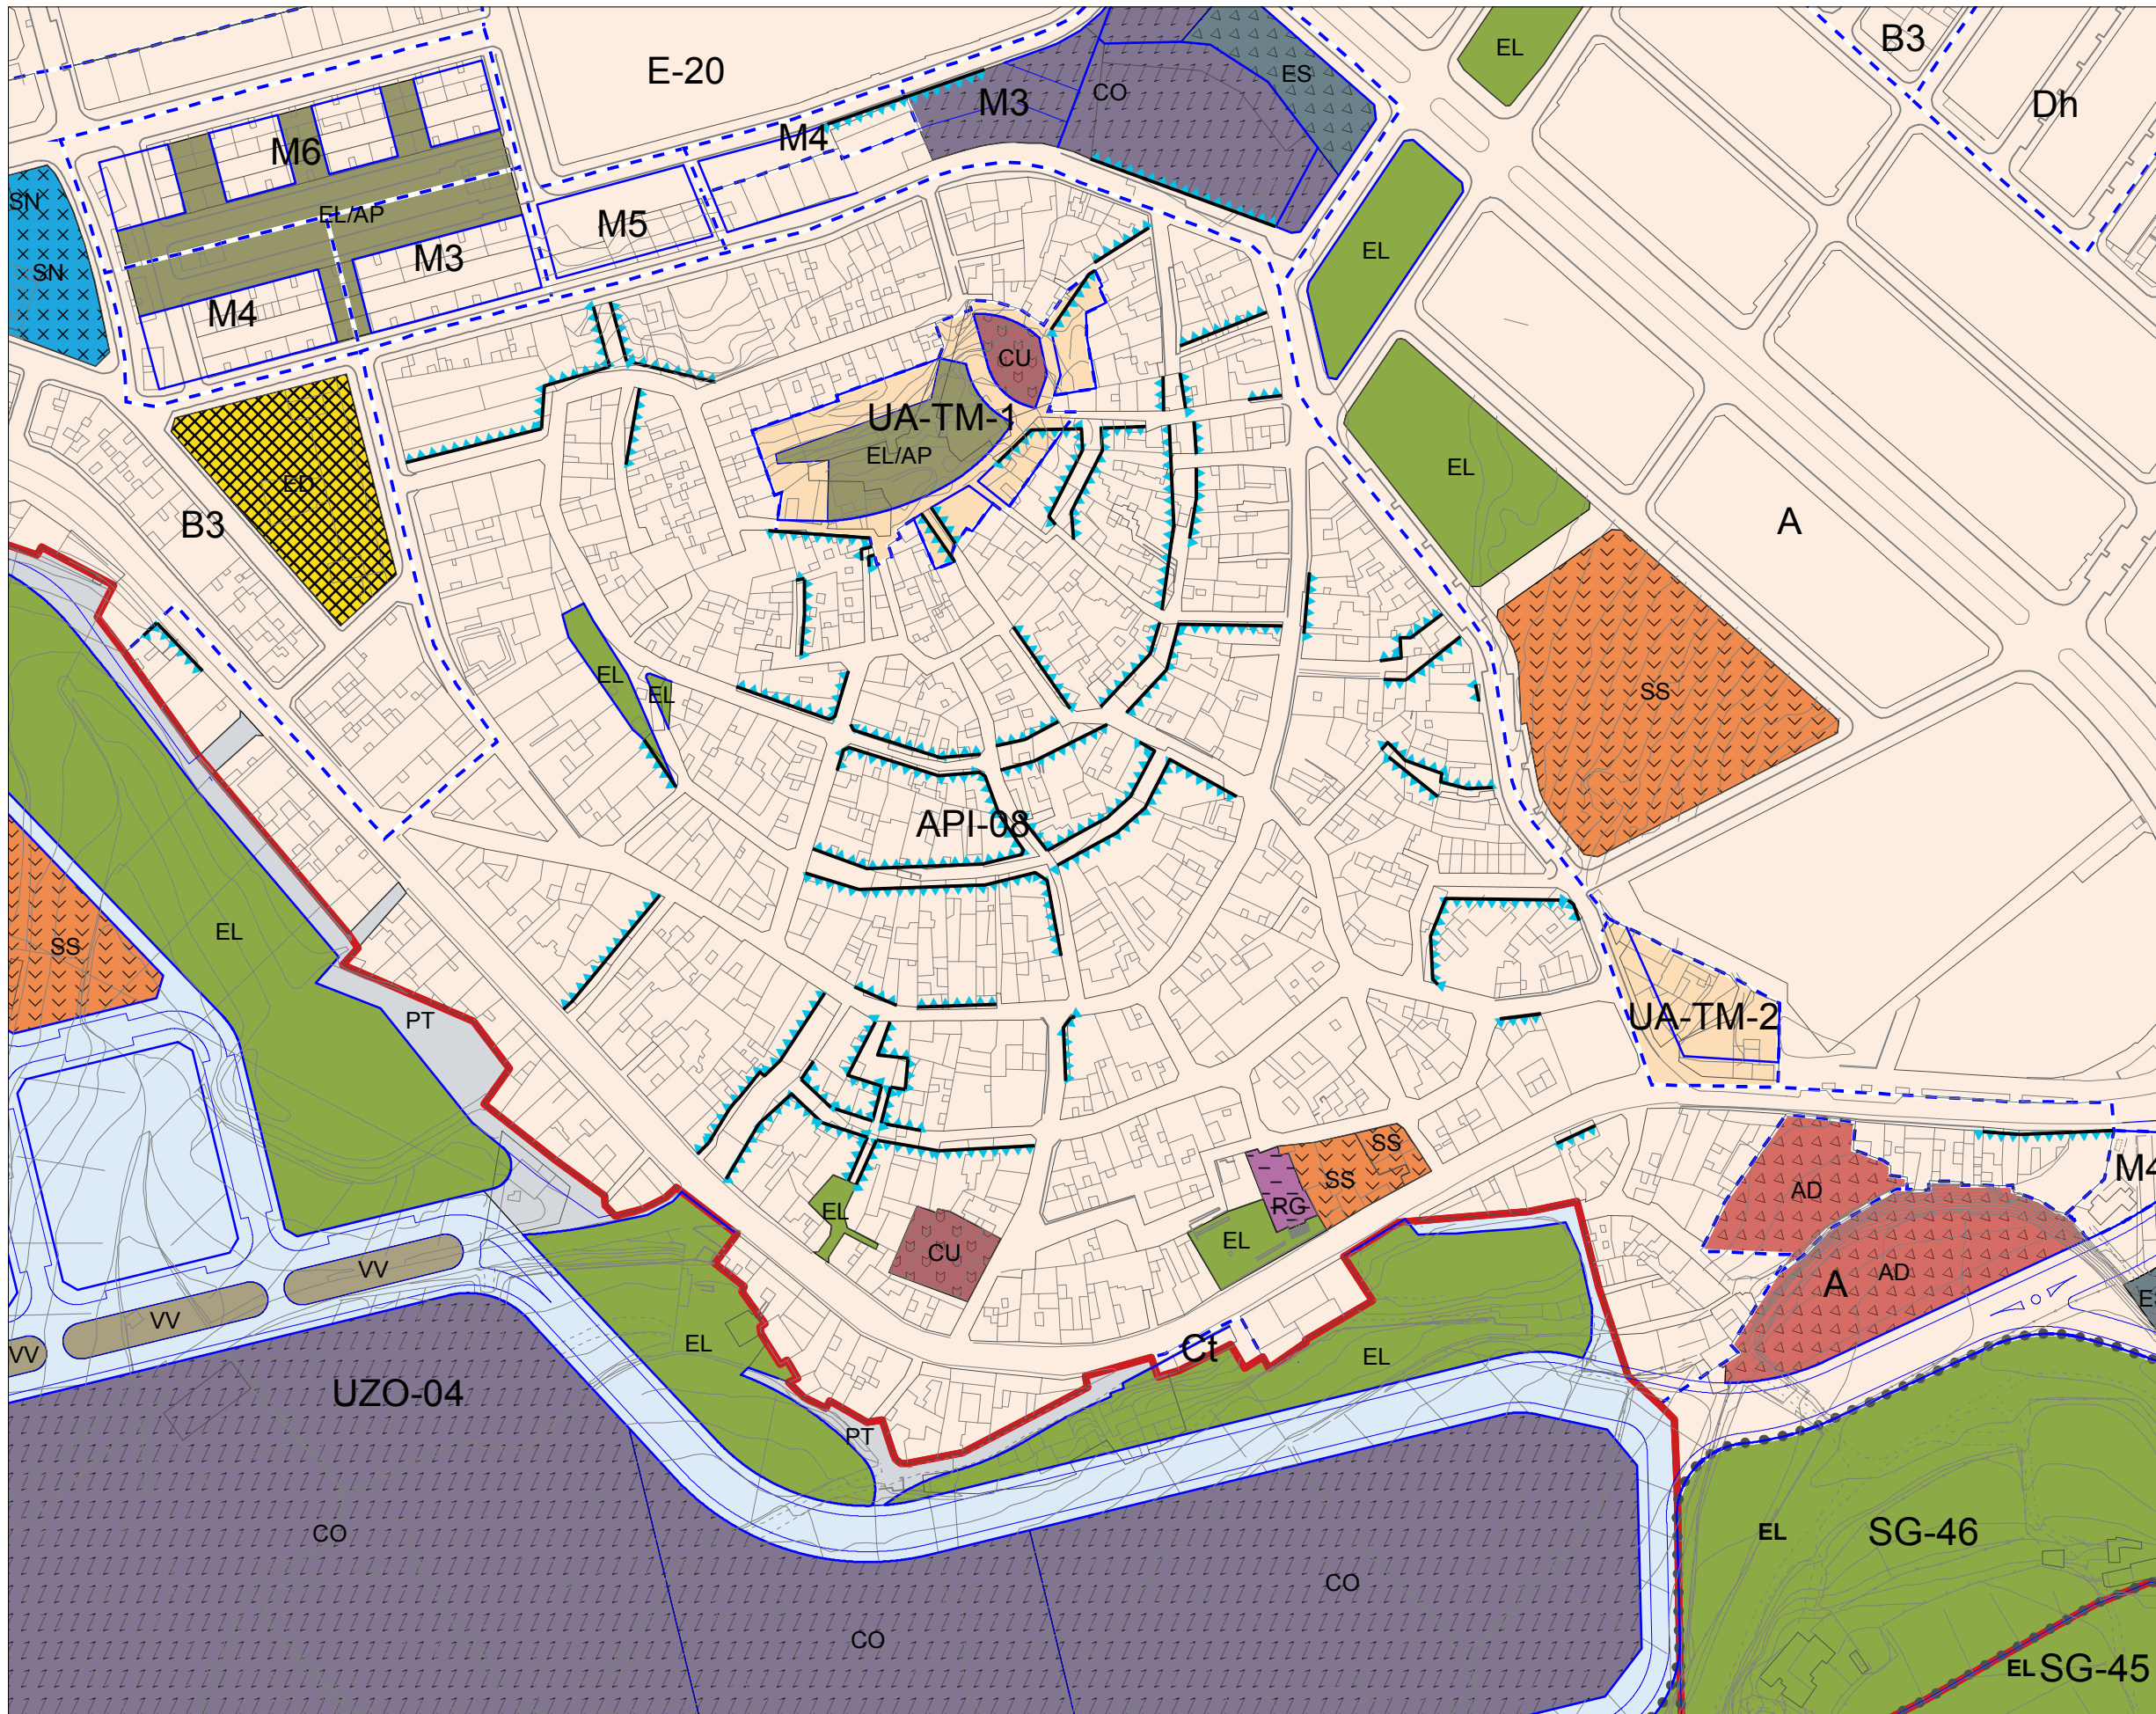 B3
EL
E-20
ES
CO
M3
Dh
M4
M6
SN
EL/AP
M5
EL
M3
SN
M4
CU
UA-TM-1
EL/AP
EL
ED
B3
A
EL
EL
SS
API-08
EL
SS
PT
UA-TM-2
SS
M4
SS
AD
RG
EL
EL
CU
AD
VV
A
ES
VV
EL
Ct
VV
EL
UZO-04
PT
CO
EL
SG-46
CO
CO
EL
SG-45